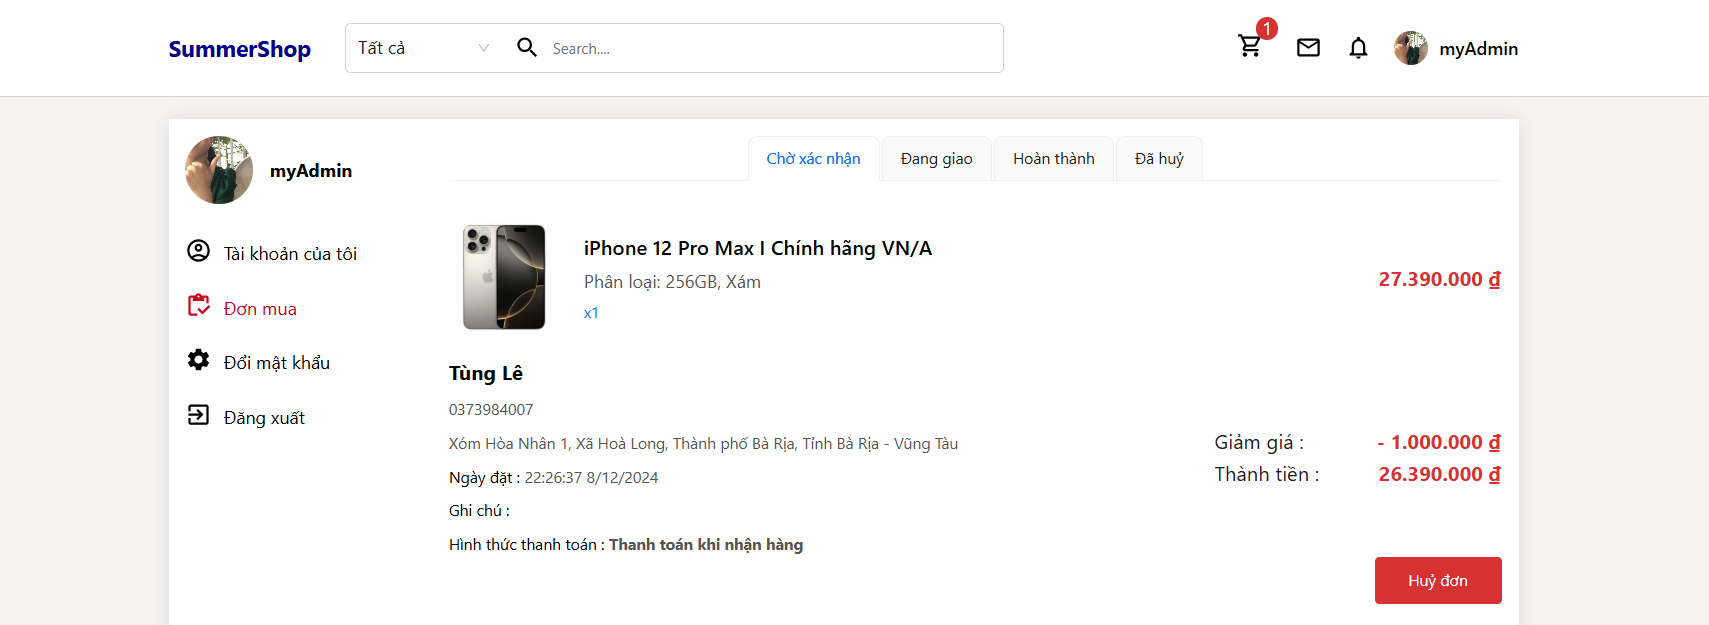 SummerShop
Tất cả
Search....
1
myAdmin
myAdmin
Tài khoản của tôi
Đơn mua
Đổi mật khẩu
Đăng xuất
Chờ xác nhận
Đang giao
Hoàn thành
Đã huỷ
iPhone 12 Pro Max I Chính hãng VN/A
Phân loại: 256GB, Xám
x1
27.390.000 ₫
Tùng Lê
0373984007
Xóm Hòa Nhân 1, Xã Hoà Long, Thành phố Bà Rịa, Tỉnh Bà Rịa - Vũng Tàu
Ngày đặt : 22:26:37 8/12/2024
Ghi chú :
Hình thức thanh toán : Thanh toán khi nhận hàng
Giảm giá : - 1.000.000 ₫
Thành tiền : 26.390.000 ₫
Huỷ đơn